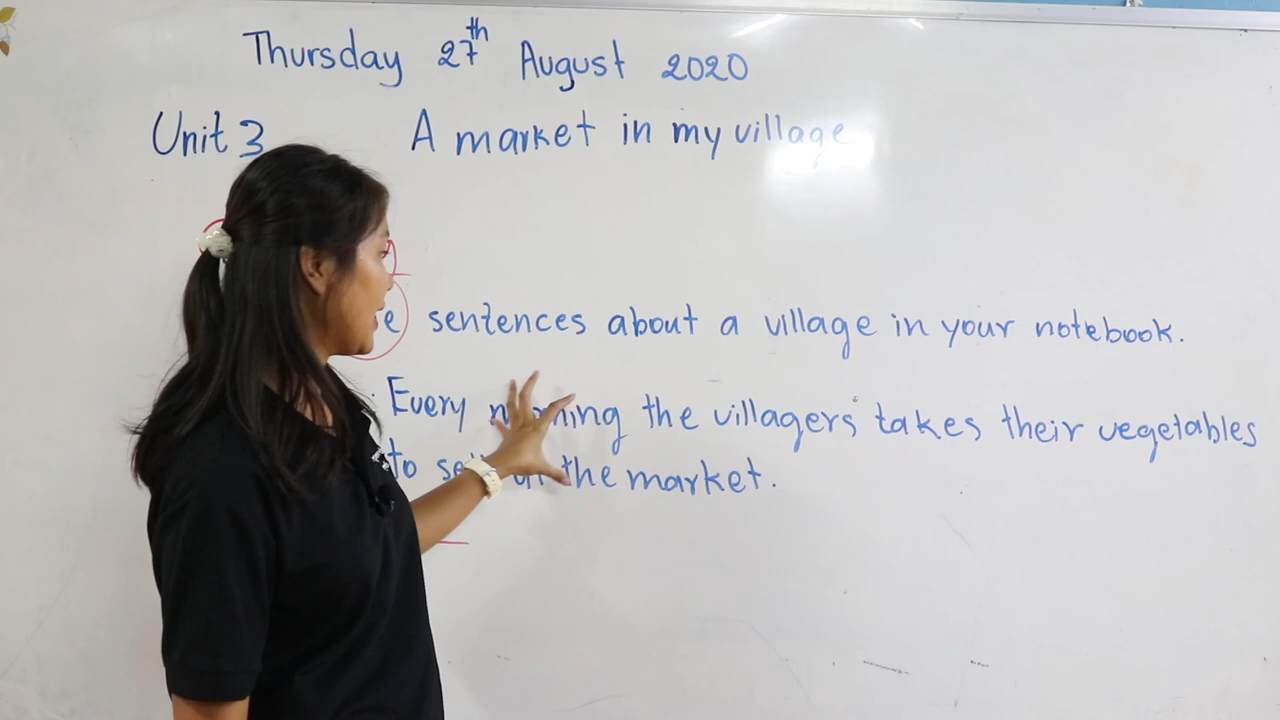 Thursday 27th August 2020
Unit 3 A market in my village
sentences about a village in your notebook.
Every morning the villagers takes their vegetables
to sell at the market.